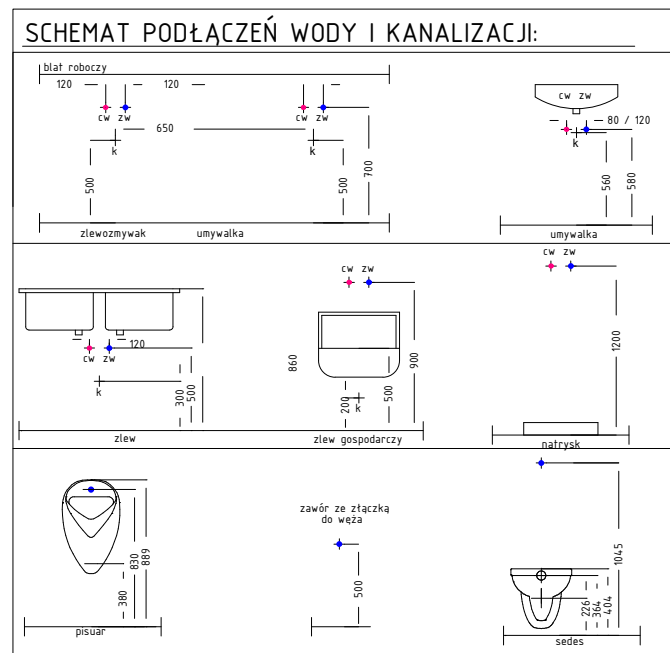 SCHEMAT PODŁĄCZEŃ WODY I KANALIZACJI:
blat roboczy
120
120
cw zw
cw zw
650
k
k
500
500
700
zlewozmywak
umywalka
cw zw
80 / 120
k
560
580
umywalka
120
cw zw
k
300
500
zlew
cw zw
860
200
k
500
900
zlew gospodarczy
cw zw
1200
natrysk
380
830
889
pisuar
zawór ze złączką
do węża
500
1045
226
364
404
sedes